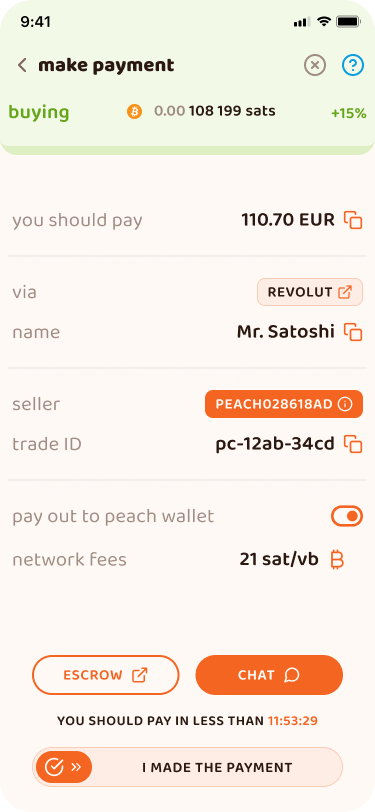 9:41
make payment
buying 0.00 108 199 sats +15%
you should pay 110.70 EUR
via REVOLUT
name Mr. Satoshi
seller PEACH028618AD
trade ID pc-12ab-34cd
pay out to peach wallet
network fees 21 sat/vb
ESCROW CHAT
YOU SHOULD PAY IN LESS THAN 11:53:29
I MADE THE PAYMENT